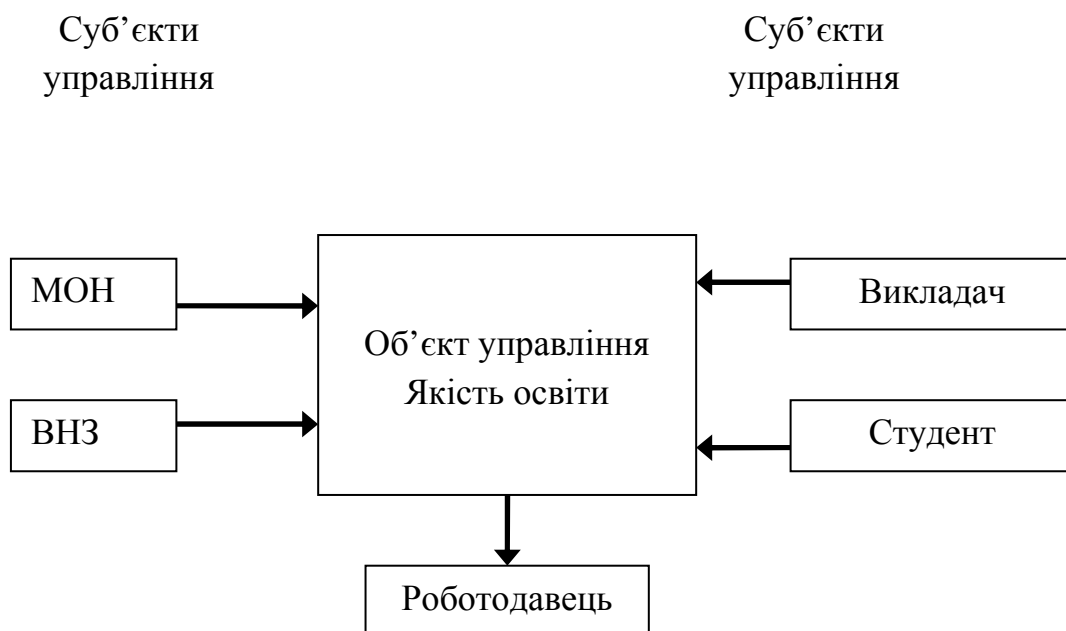 Суб’єкти
управління
Суб’єкти
управління
МОН
Викладач
Об’єкт управління
Якість освіти
ВНЗ
Студент
Роботодавець